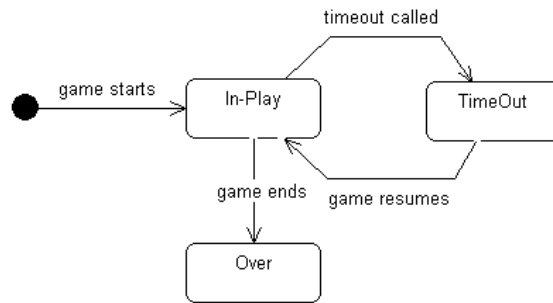 timeout called
game starts
In-Play
TimeOut
game ends
game resumes
Over